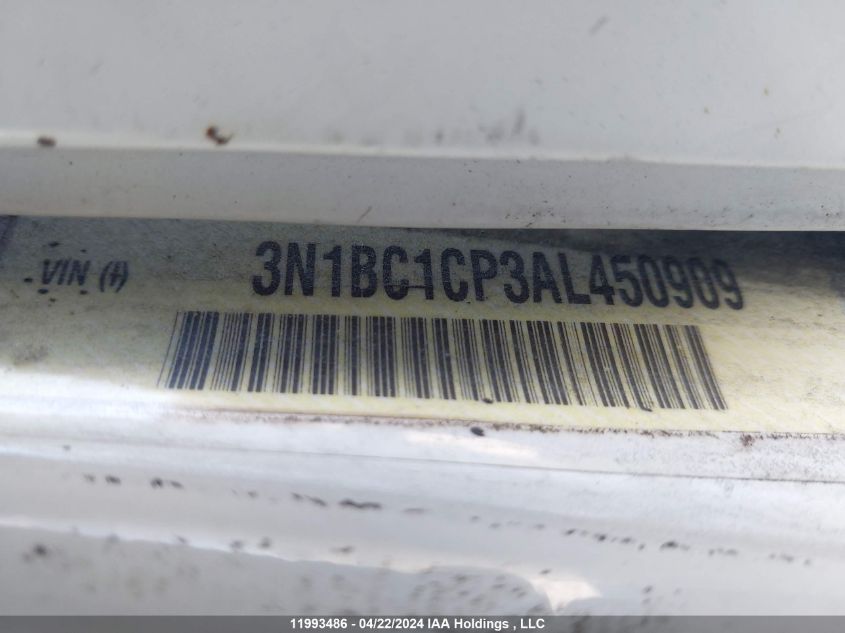 VIN (#) 3N1BC1CP3AL450909
11993486 - 04/22/2024 IAA Holdings , LLC